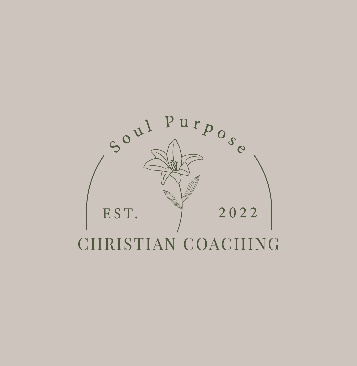 Soul Purpose
EST. 2022
CHRISTIAN COACHING